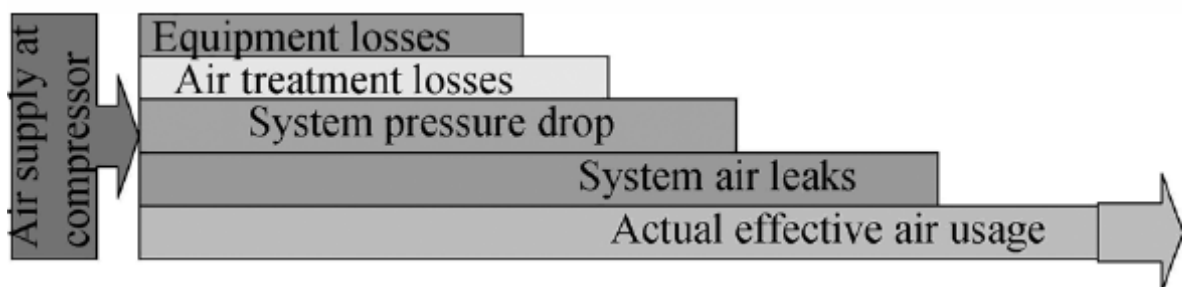 Air supply at
compressor
Equipment losses
Air treatment losses
System pressure drop
System air leaks
Actual effective air usage